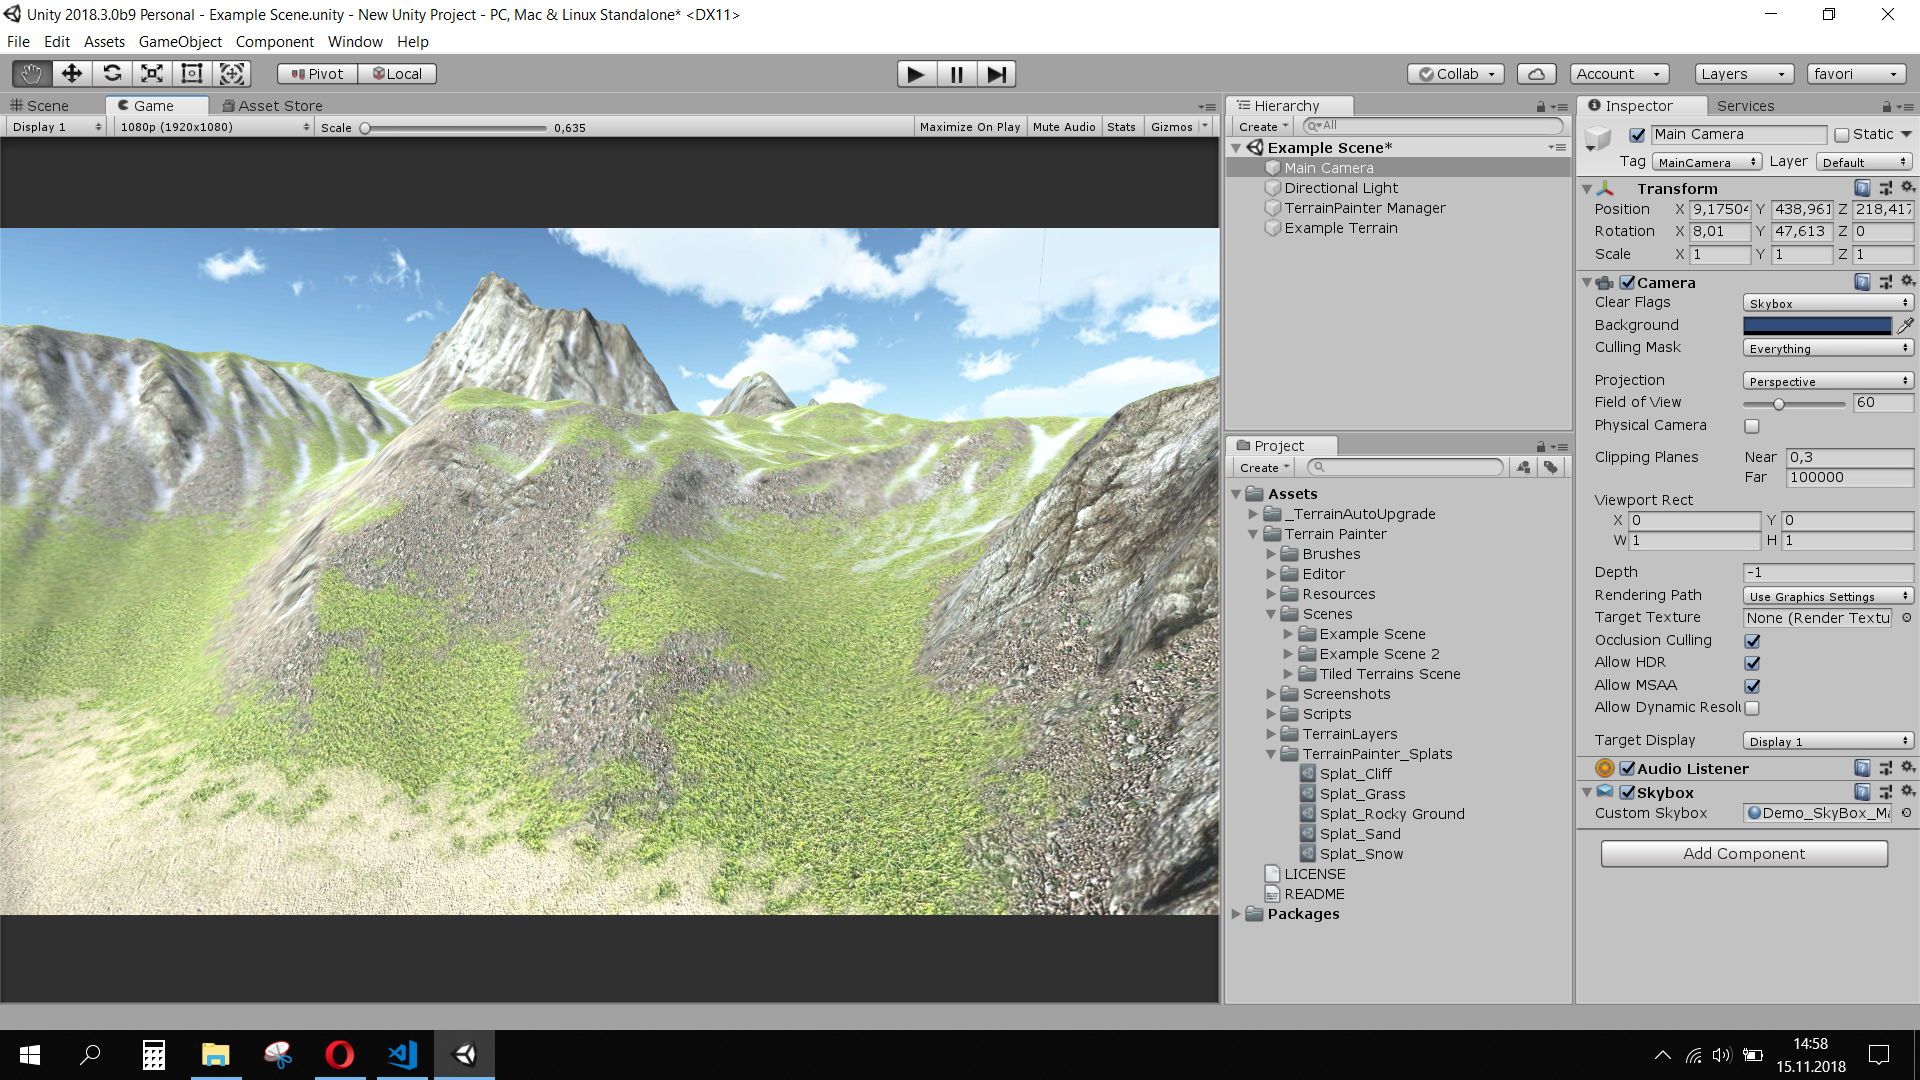 Unity 2018.3.0b9 Personal - Example Scene.unity - New Unity Project - PC, Mac & Linux Standalone* <DX11>
File Edit Assets GameObject Component Window Help
Pivot Local Collab Account Layers favori
Scene Game Asset Store
Display 1 1080p (1920x1080) Scale 0,635 Maximize On Play Mute Audio Stats Gizmos
Hierarchy
Create All
Example Scene*
Main Camera
Directional Light
TerrainPainter Manager
Example Terrain
Project
Create
Assets
_TerrainAutoUpgrade
Terrain Painter
Brushes
Editor
Resources
Scenes
Example Scene
Example Scene 2
Tiled Terrains Scene
Screenshots
Scripts
TerrainLayers
TerrainPainter_Splats
Splat_Cliff
Splat_Grass
Splat_Rocky Ground
Splat_Sand
Splat_Snow
LICENSE
README
Packages
Inspector Services
Main Camera Static
Tag MainCamera Layer Default
Transform
Position X 9,17504 Y 438,961 Z 218,417
Rotation X 8,01 Y 47,613 Z 0
Scale X 1 Y 1 Z 1
Camera
Clear Flags Skybox
Background
Culling Mask Everything
Projection Perspective
Field of View 60
Physical Camera
Clipping Planes Near 0,3
Far 100000
Viewport Rect
X 0 Y 0
W 1 H 1
Depth -1
Rendering Path Use Graphics Settings
Target Texture None (Render Textu
Occlusion Culling
Allow HDR
Allow MSAA
Allow Dynamic Resolu
Target Display Display 1
Audio Listener
Skybox
Custom Skybox Demo_SkyBox_Ma
Add Component
14:58
15.11.2018